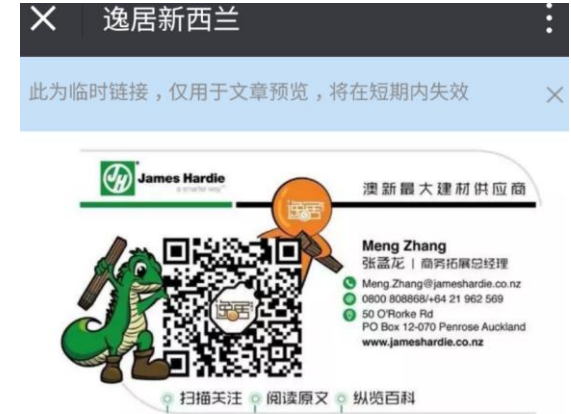 逸居新西兰
此为临时链接，仅用于文章预览，将在短期内失效
James Hardie
a smarter way™
澳新最大建材供应商
逸居
Meng Zhang
张孟龙 | 商务拓展总经理
Meng.Zhang@jameshardie.co.nz
0800 808868/+64 21 962 569
50 O'Rorke Rd
PO Box 12-070 Penrose Auckland
www.jameshardie.co.nz
扫描关注 阅读原文 纵览百科